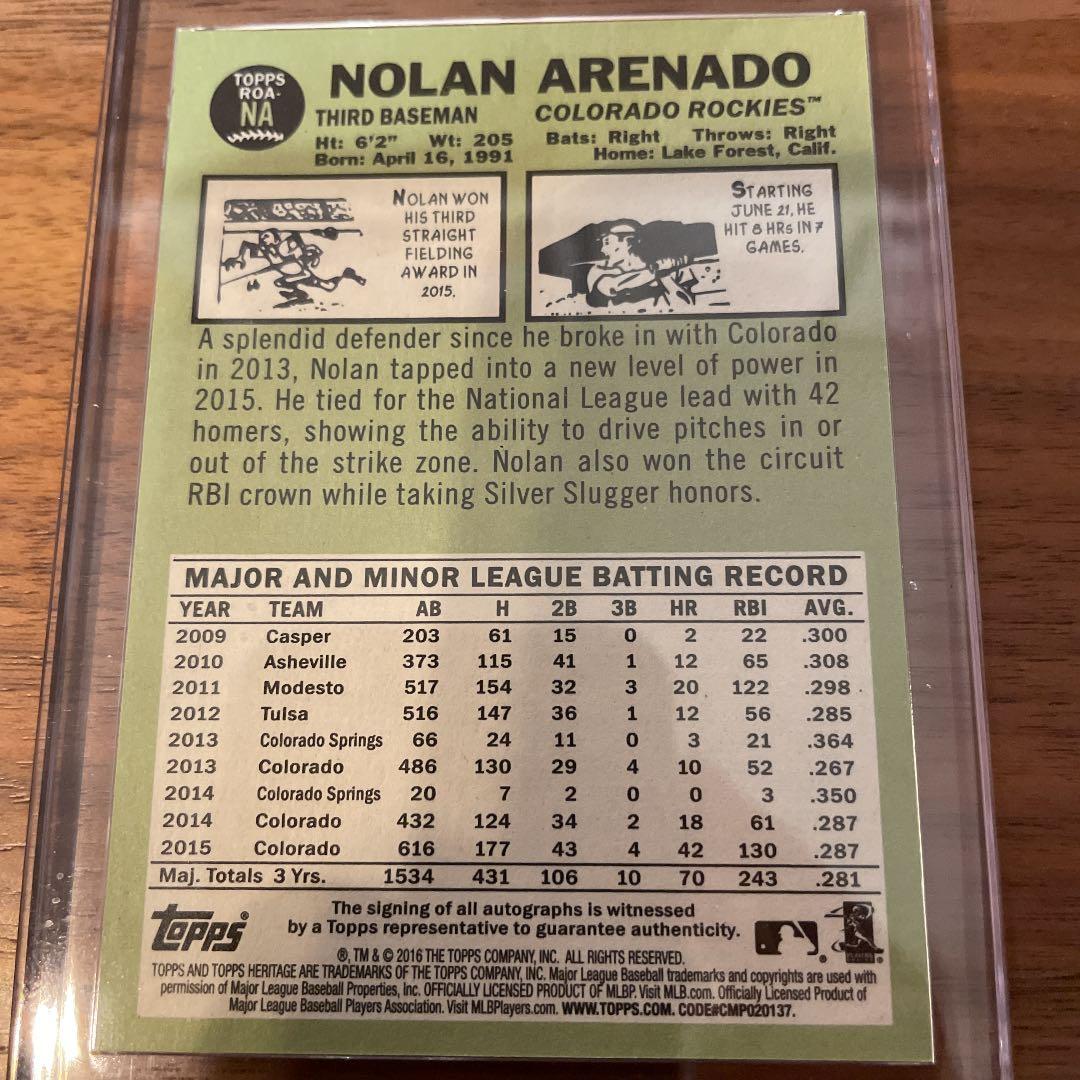 TOPPS
ROA-
NA
NOLAN ARENADO
THIRD BASEMAN COLORADO ROCKIES™
Ht: 6'2" Wt: 205 Bats: Right Throws: Right
Born: April 16, 1991 Home: Lake Forest, Calif.
NOLAN WON
HIS THIRD
STRAIGHT
FIELDING
AWARD IN
2015.
STARTING
JUNE 21, HE
HIT 8 HRs IN 7
GAMES.
A splendid defender since he broke in with Colorado
in 2013, Nolan tapped into a new level of power in
2015. He tied for the National League lead with 42
homers, showing the ability to drive pitches in or
out of the strike zone. Nolan also won the circuit
RBI crown while taking Silver Slugger honors.
MAJOR AND MINOR LEAGUE BATTING RECORD
YEAR TEAM AB H 2B 3B HR RBI AVG.
2009 Casper 203 61 15 0 2 22 .300
2010 Asheville 373 115 41 1 12 65 .308
2011 Modesto 517 154 32 3 20 122 .298
2012 Tulsa 516 147 36 1 12 56 .285
2013 Colorado Springs 66 24 11 0 3 21 .364
2013 Colorado 486 130 29 4 10 52 .267
2014 Colorado Springs 20 7 2 0 0 3 .350
2014 Colorado 432 124 34 2 18 61 .287
2015 Colorado 616 177 43 4 42 130 .287
Maj. Totals 3 Yrs. 1534 431 106 10 70 243 .281
Topps
The signing of all autographs is witnessed
by a Topps representative to guarantee authenticity.
®, TM & © 2016 THE TOPPS COMPANY, INC. ALL RIGHTS RESERVED.
TOPPS AND TOPPS HERITAGE ARE TRADEMARKS OF THE TOPPS COMPANY, INC. Major League Baseball trademarks and copyrights are used with
permission of Major League Baseball Properties, Inc. OFFICIALLY LICENSED PRODUCT OF MLBP. Visit MLB.com. Officially Licensed Product of
Major League Baseball Players Association. Visit MLBPlayers.com. WWW.TOPPS.COM. CODE#CMP020137.